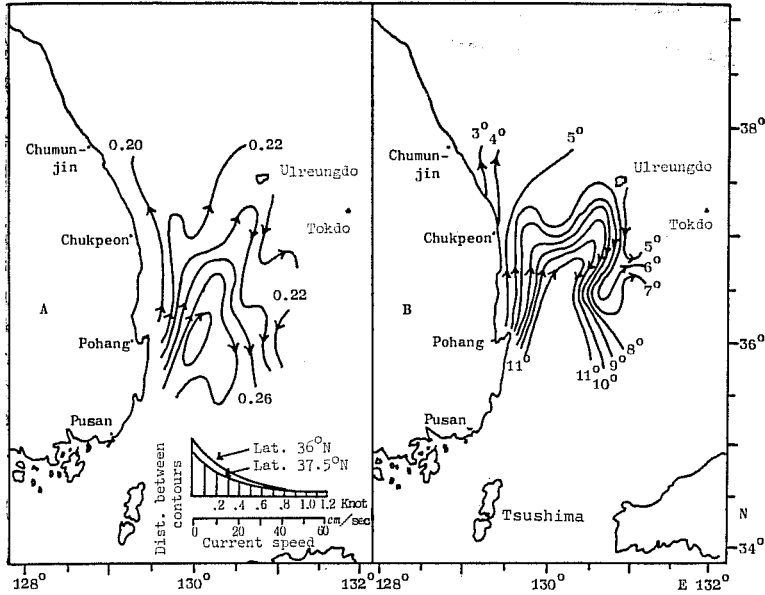 0.20
0.22
Chumun-
jin
Ulreungdo
Chukpeon
Tokdo
A
0.22
Pohang
0.26
Pusan
Lat. 36°N
Lat. 37.5°N
Dist. between
contours
.2 .4 .6 .8 1.0 1.2 Knot
0 20 40 60 cm/sec
Current speed
128° 130° 132°
3° 4° 5°
38°
Chumun-
jin
Ulreungdo
Chukpeon
Tokdo
5°
6°
7°
B
Pohang
36°
11° 11° 10° 9° 8°
Pusan
Tsushima
N
34°
128° 130° E 132°